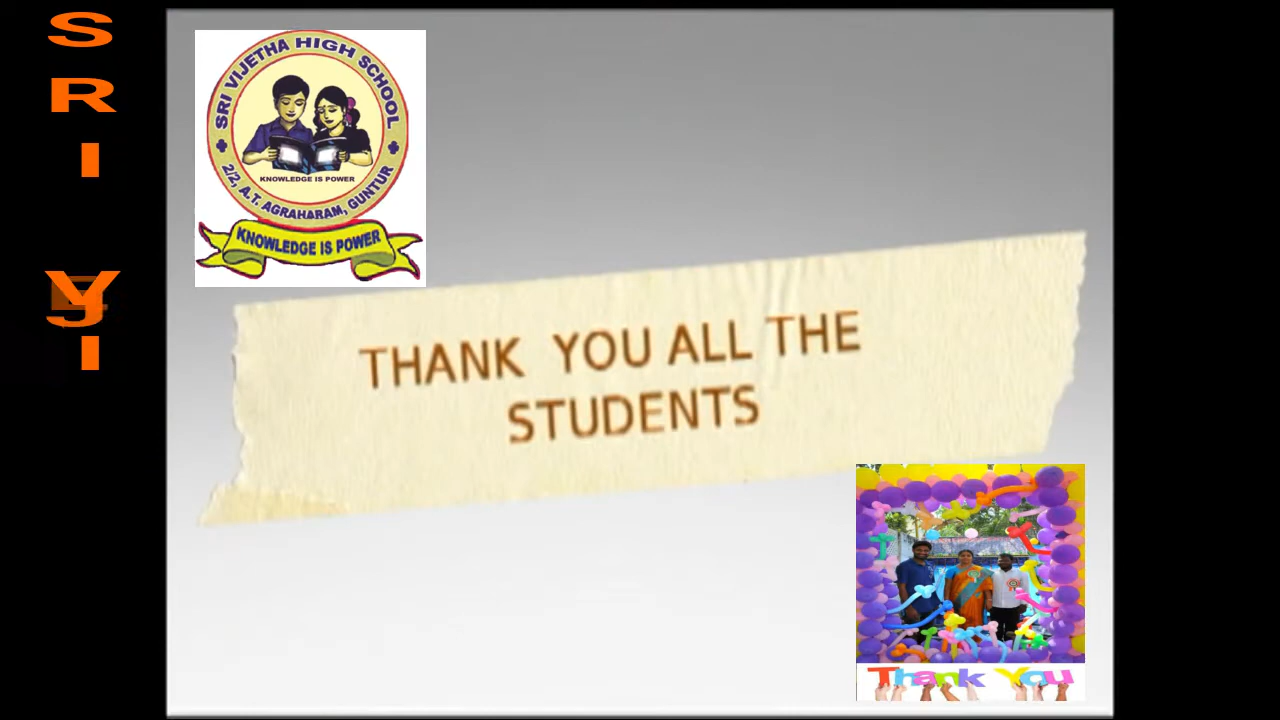 S
R
I
V
I
SRI VIJETHA HIGH SCHOOL
KNOWLEDGE IS POWER
2/2, A.T. AGRAHARAM, GUNTUR
KNOWLEDGE IS POWER
THANK YOU ALL THE
STUDENTS
Thank You